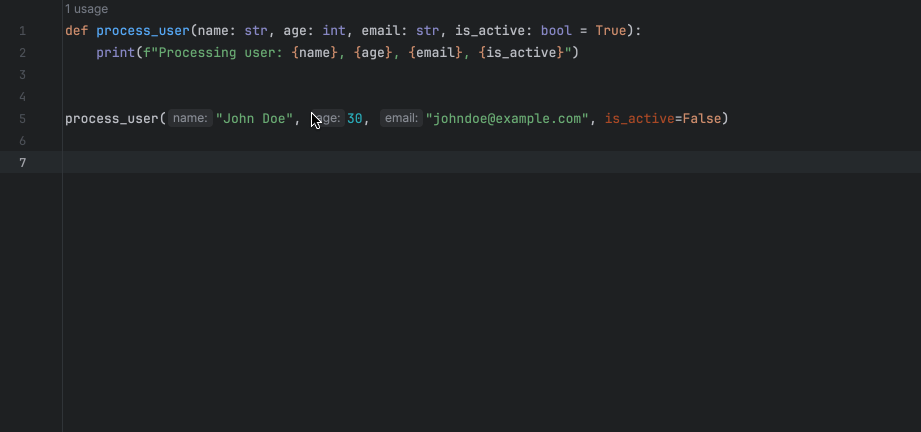 1 usage
1 def process_user(name: str, age: int, email: str, is_active: bool = True):
2 print(f"Processing user: {name}, {age}, {email}, {is_active}")
3
4
5 process_user( name: "John Doe", age: 30, email: "johndoe@example.com", is_active=False)
6
7